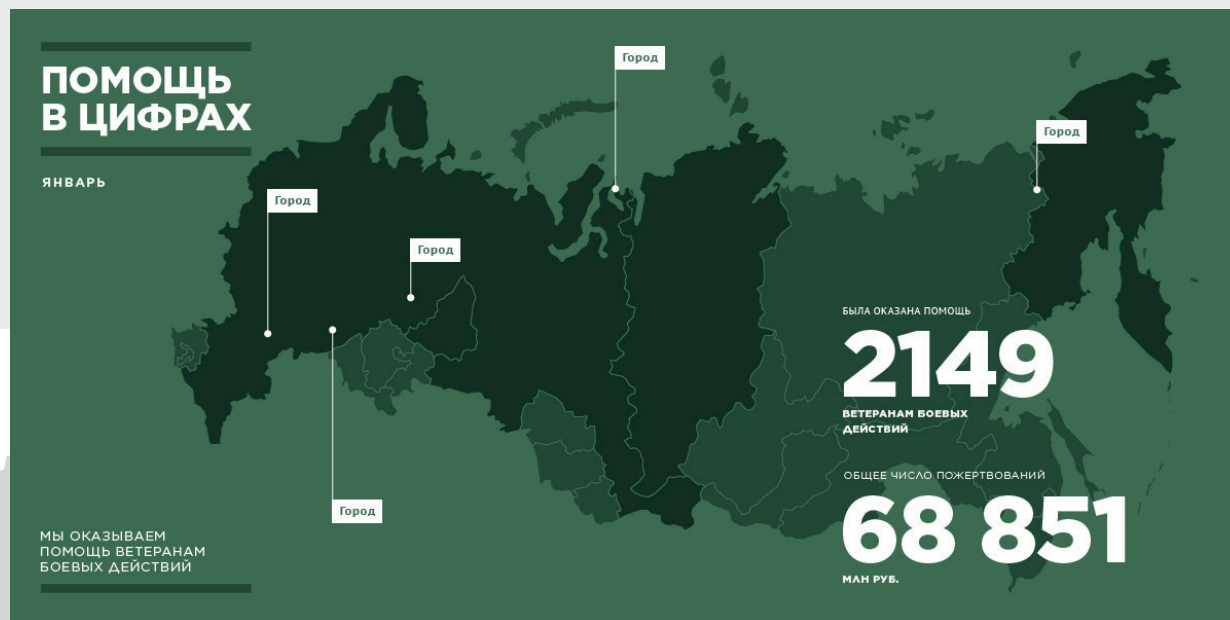 ПОМОЩЬ
В ЦИФРАХ
ЯНВАРЬ
Город
Город
Город
Город
Город
БЫЛА ОКАЗАНА ПОМОЩЬ
2149
ВЕТЕРАНАМ БОЕВЫХ
ДЕЙСТВИЙ
ОБЩЕЕ ЧИСЛО ПОЖЕРТВОВАНИЙ
68 851
МЛН РУБ.
МЫ ОКАЗЫВАЕМ
ПОМОЩЬ ВЕТЕРАНАМ
БОЕВЫХ ДЕЙСТВИЙ